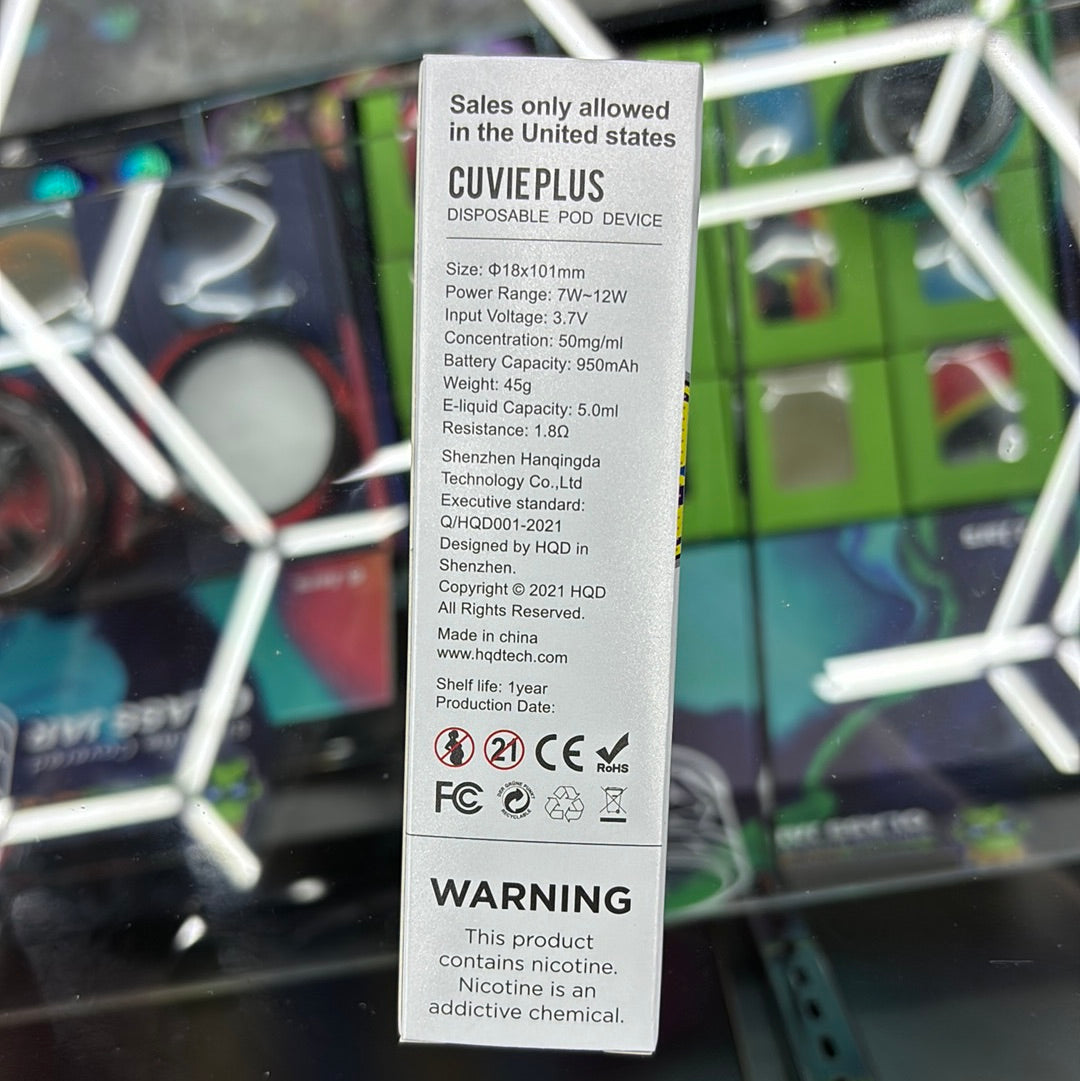 Sales only allowed
in the United states
CUVIEPLUS
DISPOSABLE POD DEVICE
Size: Φ18x101mm
Power Range: 7W~12W
Input Voltage: 3.7V
Concentration: 50mg/ml
Battery Capacity: 950mAh
Weight: 45g
E-liquid Capacity: 5.0ml
Resistance: 1.8Ω
Shenzhen Hanqingda
Technology Co.,Ltd
Executive standard:
Q/HQD001-2021
Designed by HQD in
Shenzhen.
Copyright © 2021 HQD
All Rights Reserved.
Made in china
www.hqdtech.com
Shelf life: 1year
Production Date:
21 CE RoHS
FC DER GRÜNE PUNKT RECYCLABLE
WARNING
This product
contains nicotine.
Nicotine is an
addictive chemical.